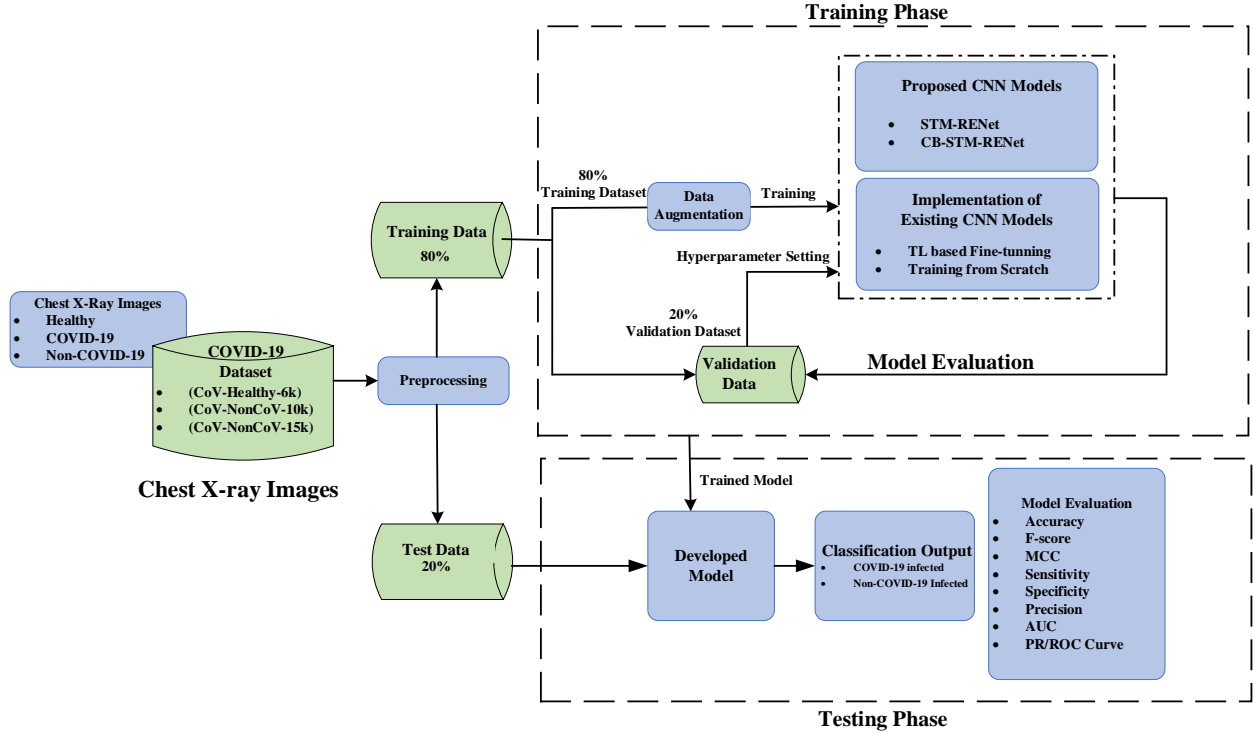 Training Phase
Proposed CNN Models
• STM-RENet
• CB-STM-RENet
80%
Training Dataset
Data
Augmentation
Training
Implementation of
Existing CNN Models
• TL based Fine-tunning
• Training from Scratch
Training Data
80%
Hyperparameter Setting
20%
Validation Dataset
Validation
Data
Model Evaluation
Chest X-Ray Images
• Healthy
• COVID-19
• Non-COVID-19
COVID-19
Dataset
• (CoV-Healthy-6k)
• (CoV-NonCoV-10k)
• (CoV-NonCoV-15k)
Preprocessing
Chest X-ray Images
Trained Model
Test Data
20%
Developed
Model
Classification Output
• COVID-19 infected
• Non-COVID-19 Infected
Model Evaluation
• Accuracy
• F-score
• MCC
• Sensitivity
• Specificity
• Precision
• AUC
• PR/ROC Curve
Testing Phase